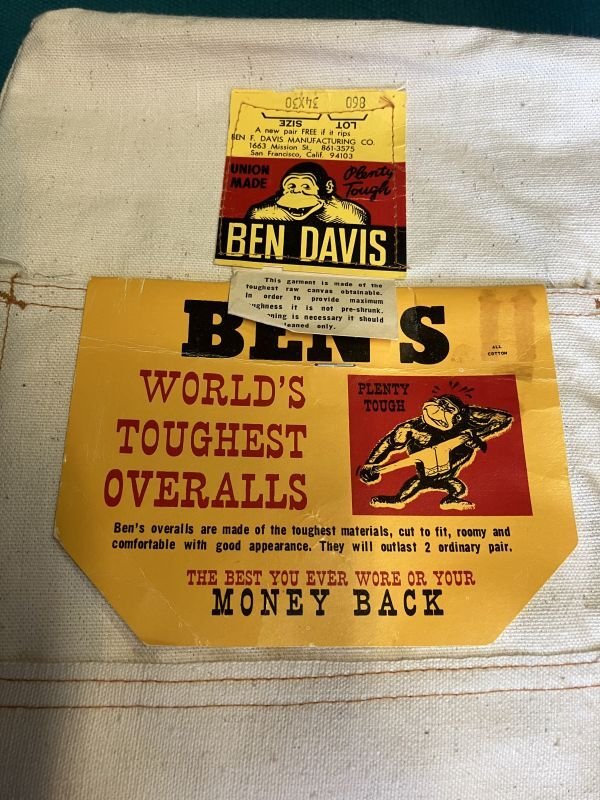 860 34X30
LOT SIZE
A new pair FREE if it rips
BEN F. DAVIS MANUFACTURING CO.
1663 Mission St. 861-3575
San Francisco, Calif. 94103
UNION MADE
Plenty Tough
BEN DAVIS
This garment is made of the
toughest raw canvas obtainable.
In order to provide maximum
it is not pre-shrunk.
is necessary it should
only.
BEN'S
ALL
COTTON
WORLD'S
TOUGHEST
OVERALLS
PLENTY
TOUGH
Ben's overalls are made of the toughest materials, cut to fit, roomy and
comfortable with good appearance. They will outlast 2 ordinary pair.
THE BEST YOU EVER WORE OR YOUR
MONEY BACK